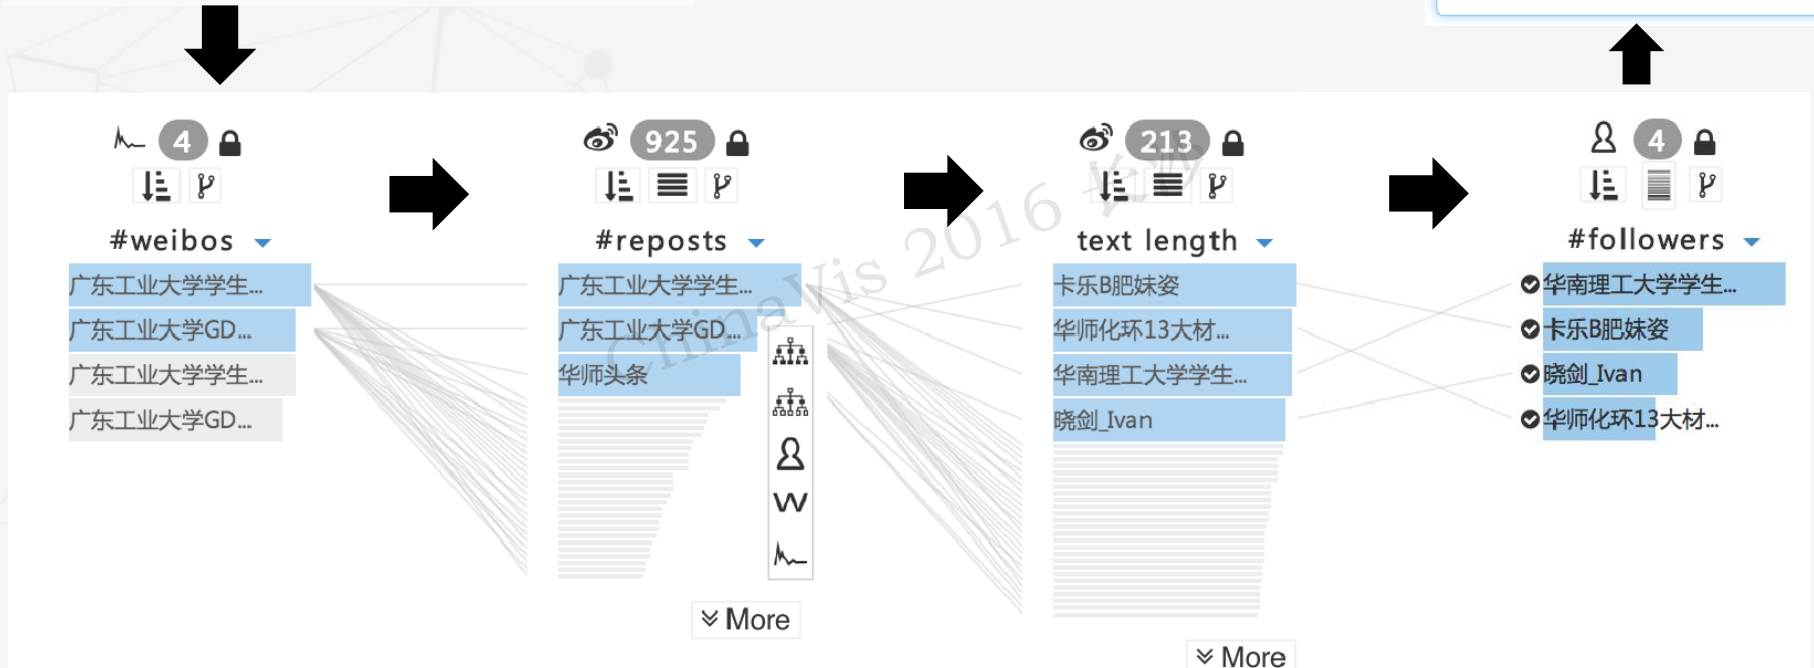 4
#weibos
广东工业大学学生...
广东工业大学GD...
广东工业大学学生...
广东工业大学GD...
925
#reposts
广东工业大学学生...
广东工业大学GD...
华师头条
More
213
text length
卡乐B肥妹姿
华师化环13大材...
华南理工大学学生...
晓剑_Ivan
More
4
#followers
华南理工大学学生...
卡乐B肥妹姿
晓剑_Ivan
华师化环13大材...
ChinaVis 2016 长沙